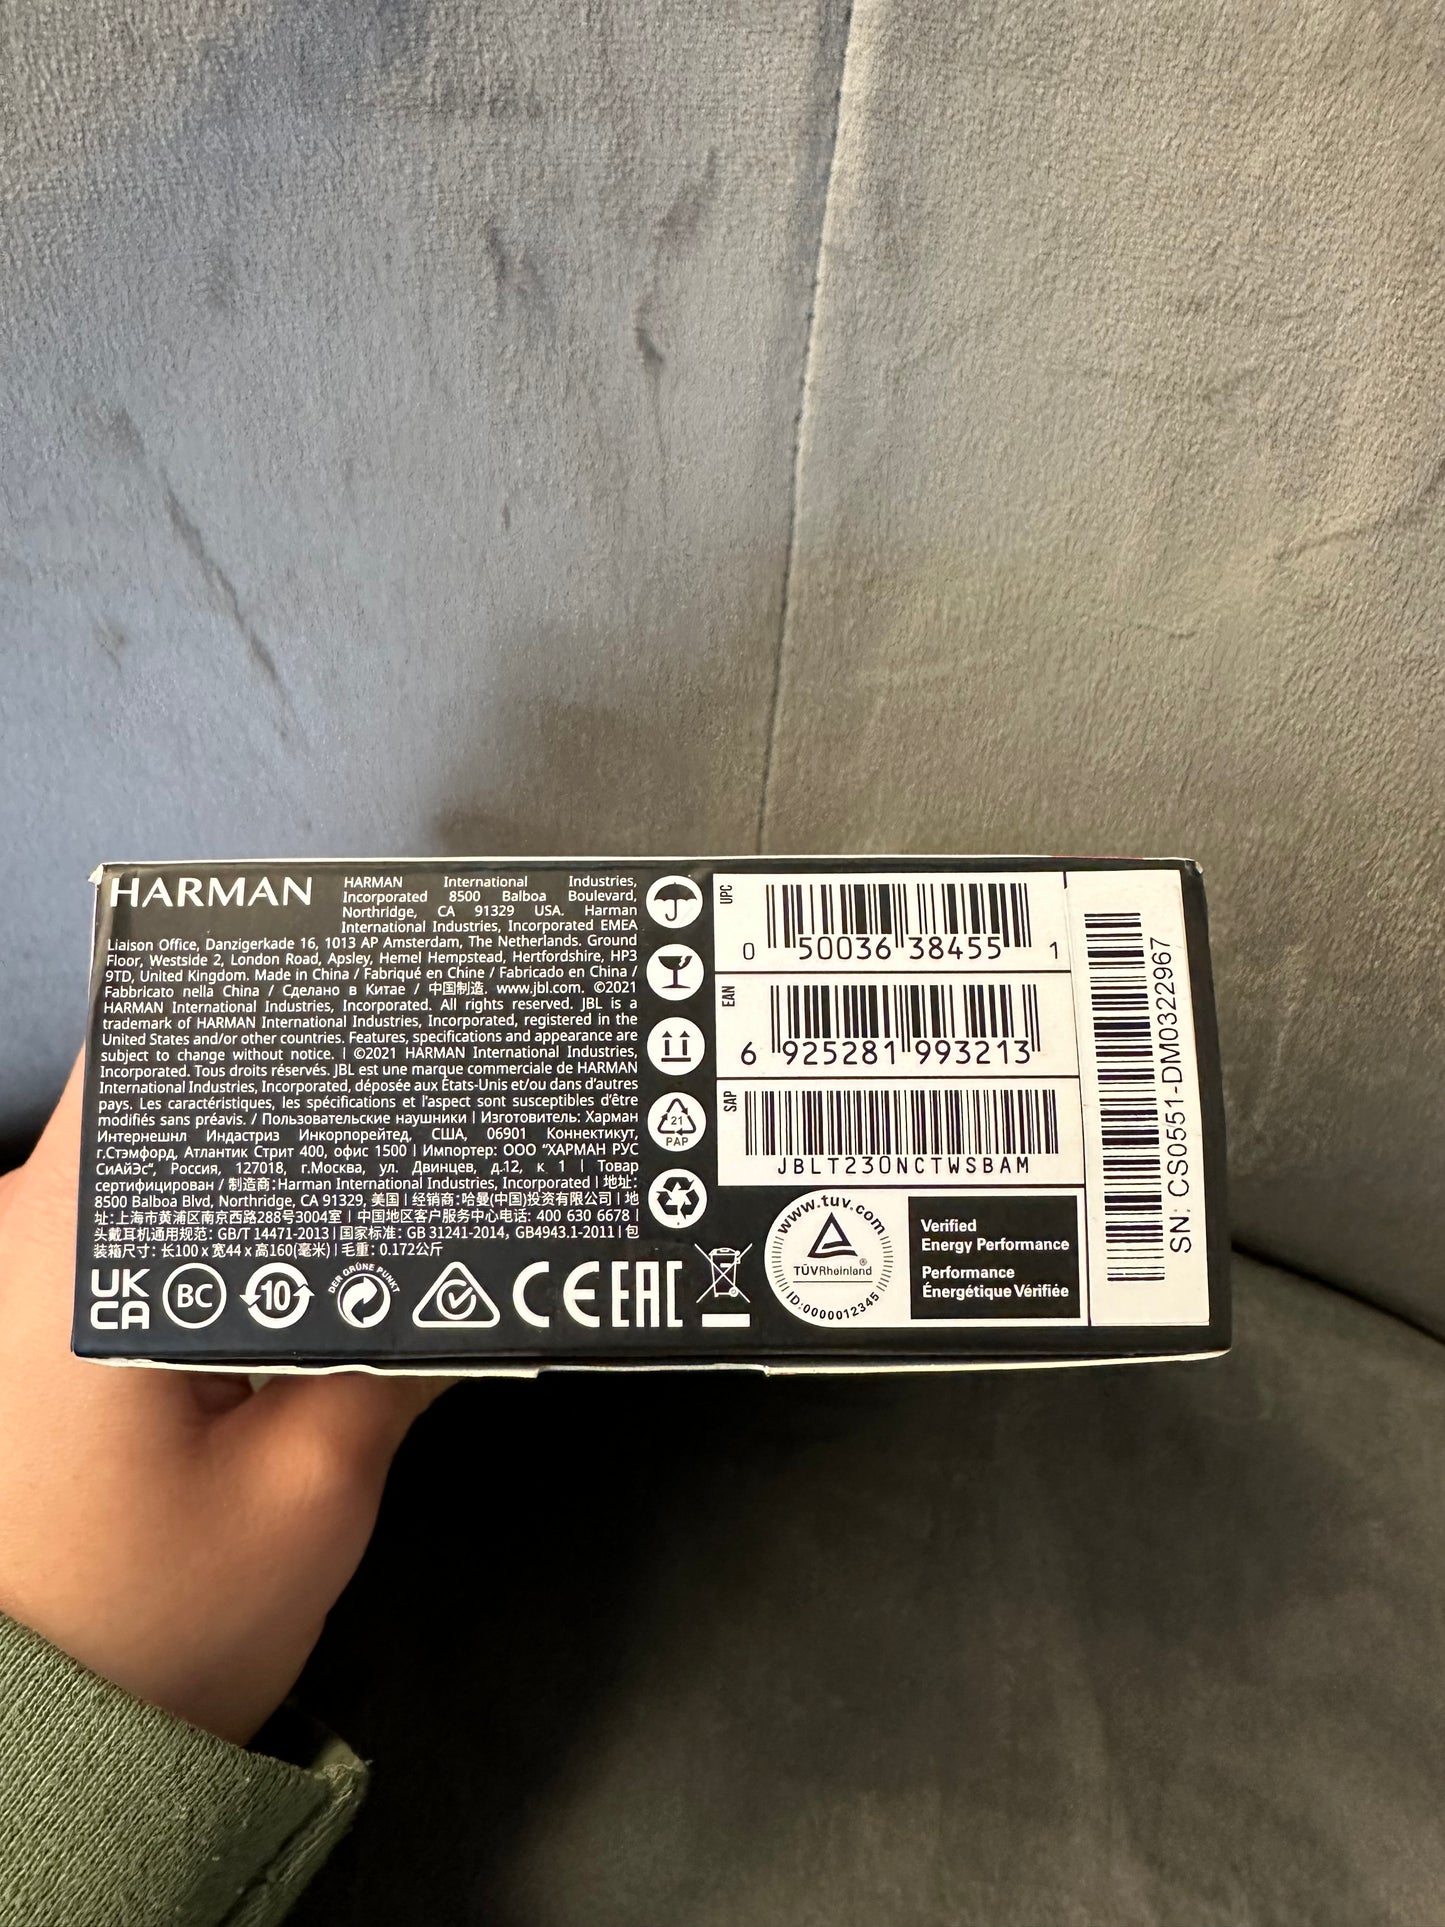 HARMAN
HARMAN International Industries,
Incorporated 8500 Balboa Boulevard,
Northridge, CA 91329 USA. Harman
International Industries, Incorporated EMEA
Liaison Office, Danzigerkade 16, 1013 AP Amsterdam, The Netherlands. Ground
Floor, Westside 2, London Road, Apsley, Hemel Hempstead, Hertfordshire, HP3
9TD, United Kingdom. Made in China / Fabriqué en Chine / Fabricado en China /
Fabbricato nella China / Сделано в Китае / 中国制造. www.jbl.com. ©2021
HARMAN International Industries, Incorporated. All rights reserved. JBL is a
trademark of HARMAN International Industries, Incorporated, registered in the
United States and/or other countries. Features, specifications and appearance are
subject to change without notice. | ©2021 HARMAN International Industries,
Incorporated. Tous droits réservés. JBL est une marque commerciale de HARMAN
International Industries, Incorporated, déposée aux États-Unis et/ou dans d'autres
pays. Les caractéristiques, les spécifications et l'aspect sont susceptibles d'être
modifiés sans préavis. / Пользовательские наушники | Изготовитель: Харман
Интернешнл Индастриз Инкорпорейтед, США, 06901 Коннектикут,
г.Стэмфорд, Атлантик Стрит 400, офис 1500 | Импортер: ООО "ХАРМАН РУС
СиАйЭс", Россия, 127018, г.Москва, ул. Двинцев, д.12, к 1 | Товар
сертифицирован / 制造商:Harman International Industries, Incorporated | 地址:
8500 Balboa Blvd, Northridge, CA 91329, 美国 | 经销商:哈曼(中国)投资有限公司 | 地
址:上海市黄浦区南京西路288号3004室 | 中国地区客户服务中心电话: 400 630 6678 |
头戴耳机通用规范: GB/T 14471-2013 | 国家标准: GB 31241-2014, GB4943.1-2011 | 包
装箱尺寸: 长100 x 宽44 x 高160(毫米) | 毛重: 0.172公斤
UK
CA
BC
10
DER GRÜNE PUNKT
CE
EAC
21
PAP
UPC
0 50036 38455 1
EAN
6 925281 993213
SAP
JBLT230NCTWSBAM
www.tuv.com
TÜVRheinland®
ID:0000012345
Verified
Energy Performance
Performance
Énergétique Vérifiée
SN: CS0551-DM0322967